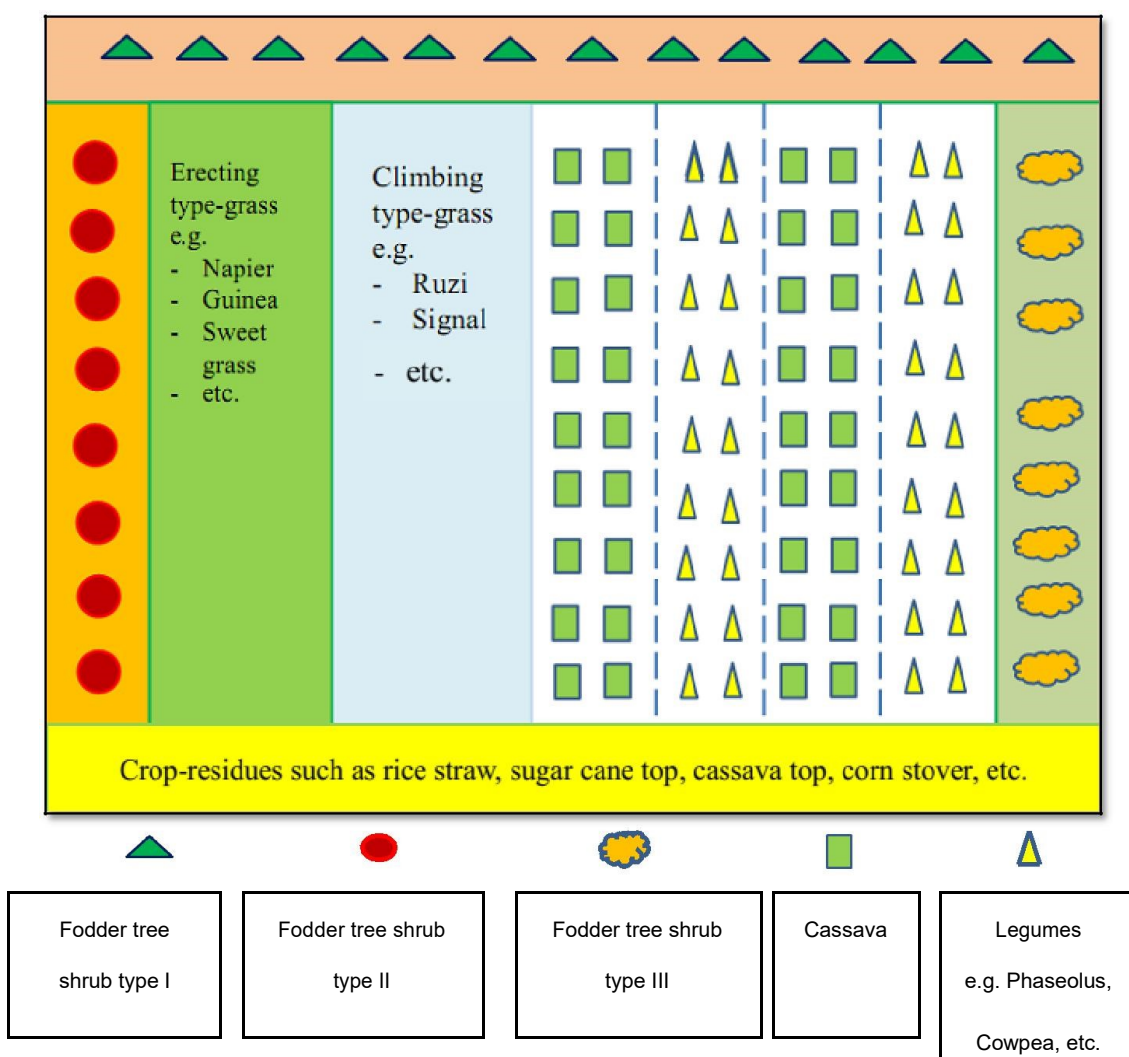 Erecting
type-grass
e.g.
- Napier
- Guinea
- Sweet
grass
- etc.
Climbing
type-grass
e.g.
- Ruzi
- Signal
- etc.
Crop-residues such as rice straw, sugar cane top, cassava top, corn stover, etc.
Fodder tree
shrub type I
Fodder tree shrub
type II
Fodder tree shrub
type III
Cassava
Legumes
e.g. Phaseolus,
Cowpea, etc.